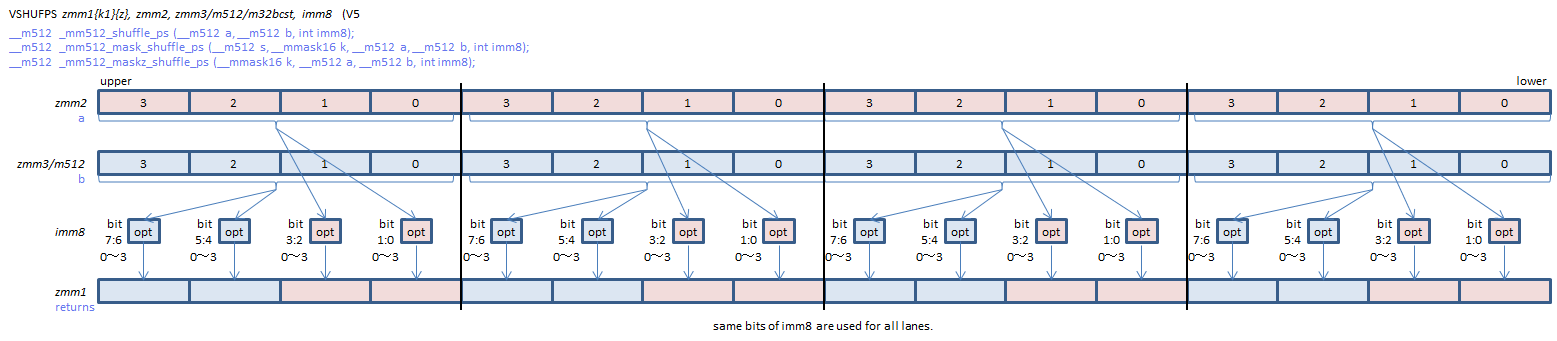 VSHUFPS zmm1{k1}{z}, zmm2, zmm3/m512/m32bcst, imm8 (V5
__m512 _mm512_shuffle_ps (__m512 a, __m512 b, int imm8);
__m512 _mm512_mask_shuffle_ps (__m512 s, __mmask16 k, __m512 a, __m512 b, int imm8);
__m512 _mm512_maskz_shuffle_ps (__mmask16 k, __m512 a, __m512 b, int imm8);
upper lower
zmm2 3 2 1 0 3 2 1 0 3 2 1 0 3 2 1 0
a
zmm3/m512 3 2 1 0 3 2 1 0 3 2 1 0 3 2 1 0
b
bit bit bit bit bit bit bit bit bit bit bit bit bit bit bit bit
imm8 opt opt opt opt opt opt opt opt opt opt opt opt opt opt opt opt
7:6 5:4 3:2 1:0 7:6 5:4 3:2 1:0 7:6 5:4 3:2 1:0 7:6 5:4 3:2 1:0
0～3 0～3 0～3 0～3 0～3 0～3 0～3 0～3 0～3 0～3 0～3 0～3 0～3 0～3 0～3 0～3
zmm1
returns
same bits of imm8 are used for all lanes.